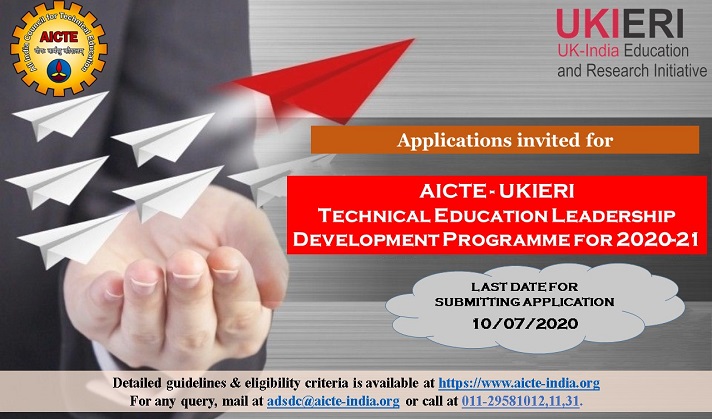 All India Council for Technical Education
AICTE
UKIERI
UK-India Education
and Research Initiative
Applications invited for
AICTE - UKIERI
TECHNICAL EDUCATION LEADERSHIP
DEVELOPMENT PROGRAMME FOR 2020-21
LAST DATE FOR
SUBMITTING APPLICATION
10/07/2020
Detailed guidelines & eligibility criteria is available at https://www.aicte-india.org
For any query, mail at adsdc@aicte-india.org or call at 011-29581012,11,31.